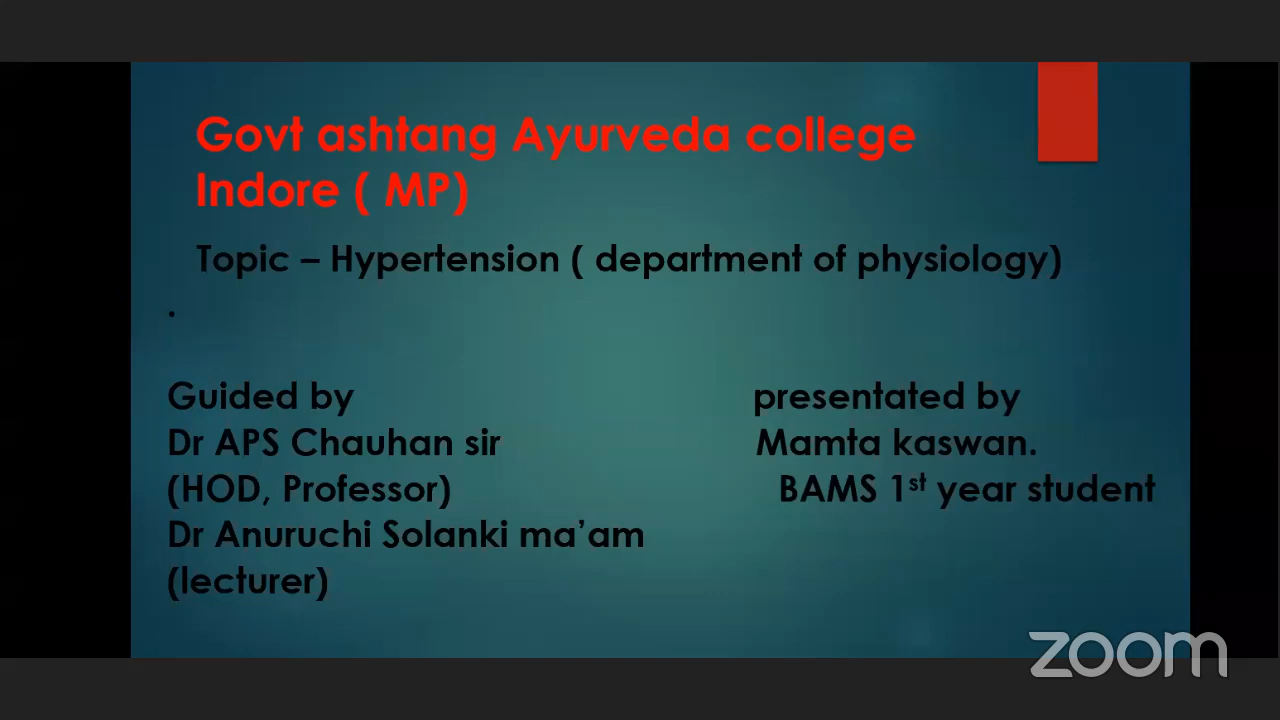 Govt ashtang Ayurveda college
Indore ( MP)
Topic – Hypertension ( department of physiology)
.
Guided by presentated by
Dr APS Chauhan sir Mamta kaswan.
(HOD, Professor) BAMS 1st year student
Dr Anuruchi Solanki ma’am
(lecturer)
zoom